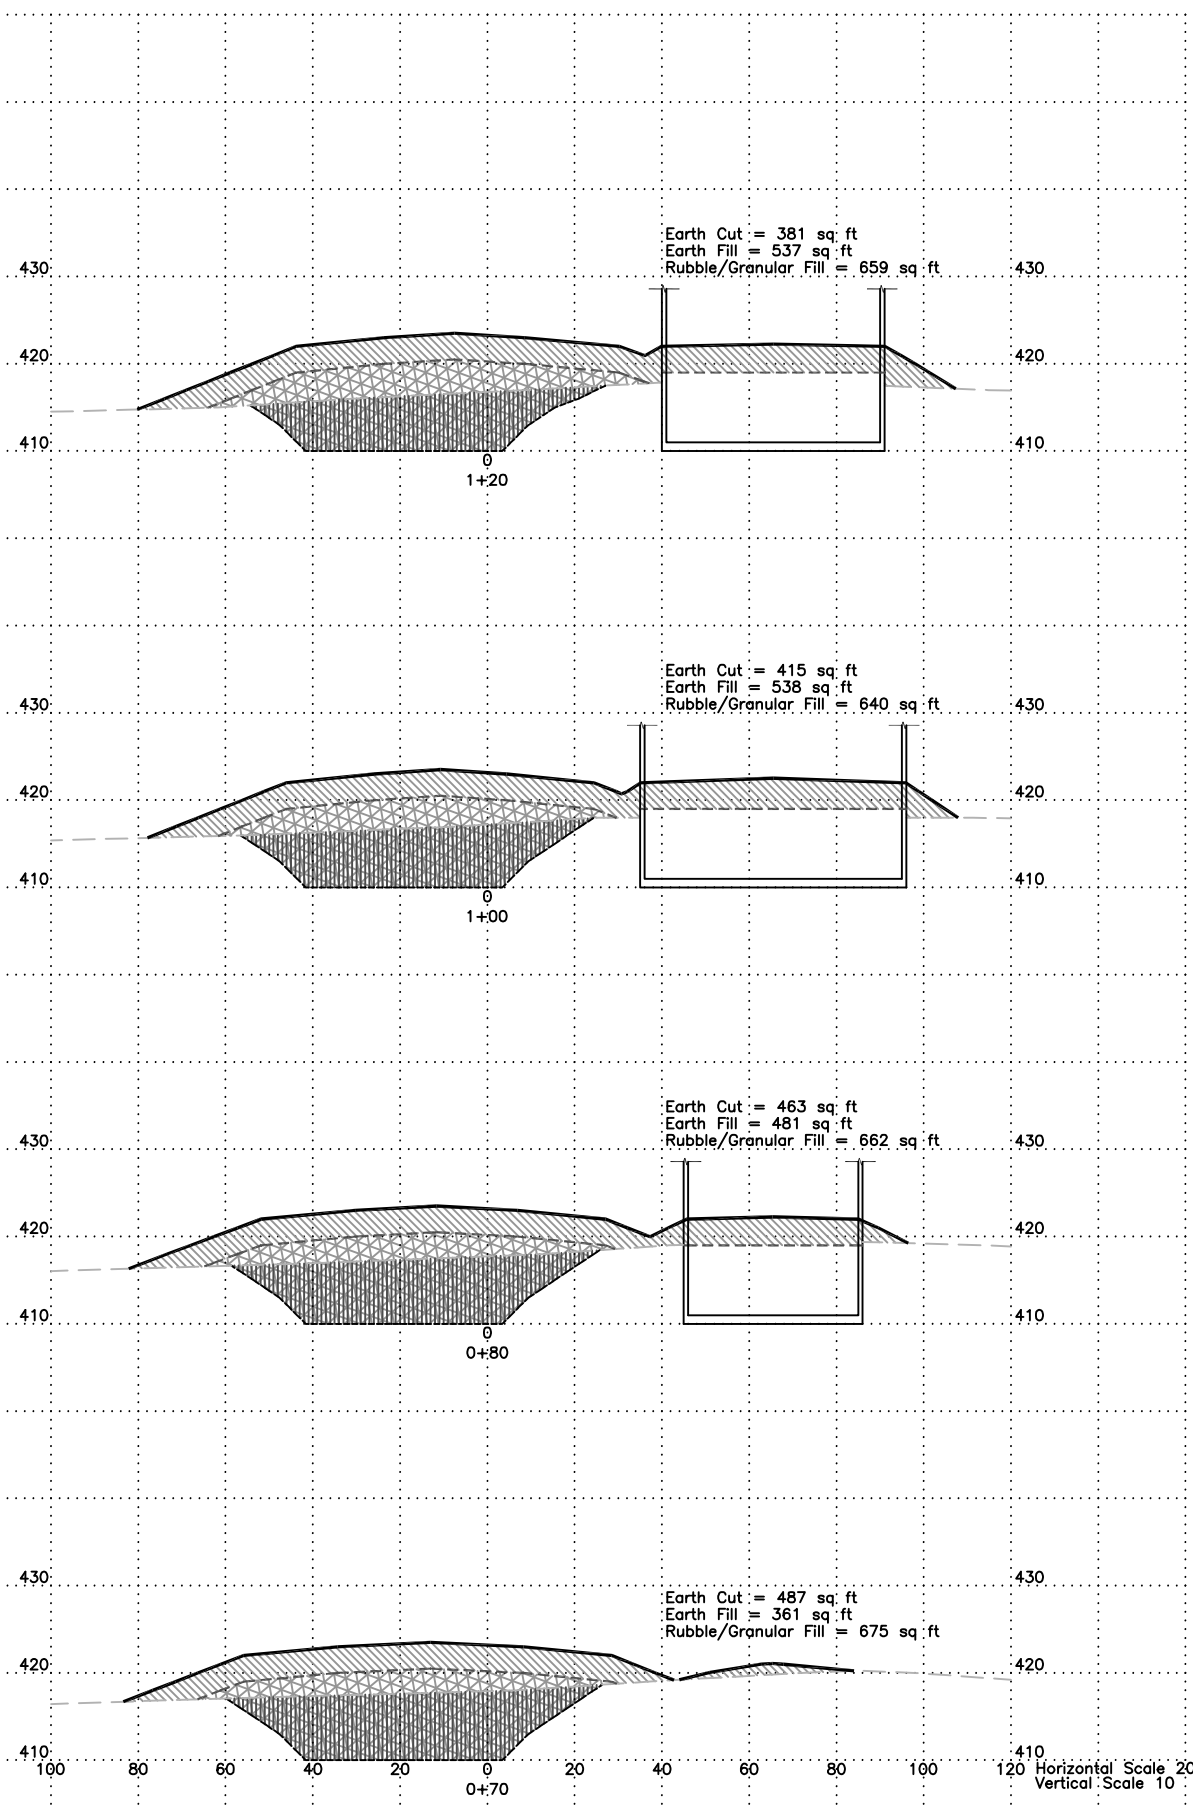 Earth Cut = 381 sq ft
Earth Fill = 537 sq ft
Rubble/Granular Fill = 659 sq ft
430 430
420 420
410 410
0
1+20
Earth Cut = 415 sq ft
Earth Fill = 538 sq ft
Rubble/Granular Fill = 640 sq ft
430 430
420 420
410 410
0
1+00
Earth Cut = 463 sq ft
Earth Fill = 481 sq ft
Rubble/Granular Fill = 662 sq ft
430 430
420 420
410 410
0
0+80
430 430
Earth Cut = 487 sq ft
Earth Fill = 361 sq ft
Rubble/Granular Fill = 675 sq ft
420 420
410 410
100 80 60 40 20 0 20 40 60 80 100 120 Horizontal Scale 20
0+70 Vertical Scale 10